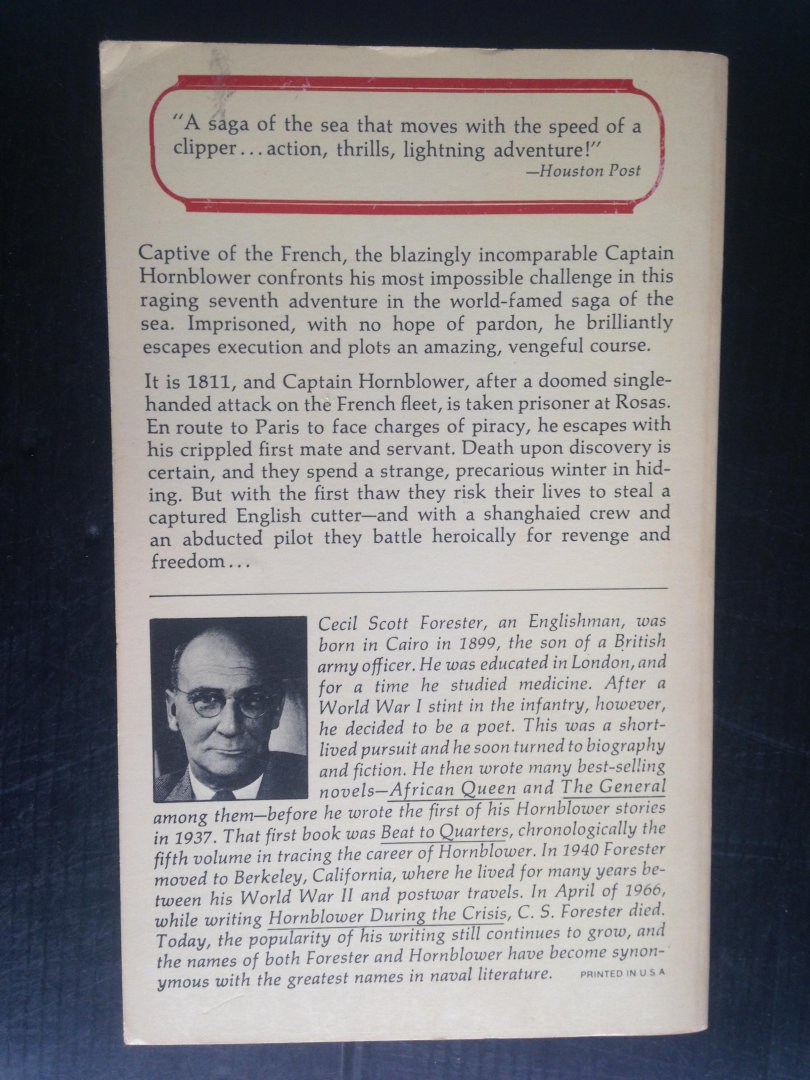 "A saga of the sea that moves with the speed of a
clipper...action, thrills, lightning adventure!"
—Houston Post
Captive of the French, the blazingly incomparable Captain
Hornblower confronts his most impossible challenge in this
raging seventh adventure in the world-famed saga of the
sea. Imprisoned, with no hope of pardon, he brilliantly
escapes execution and plots an amazing, vengeful course.
It is 1811, and Captain Hornblower, after a doomed single-
handed attack on the French fleet, is taken prisoner at Rosas.
En route to Paris to face charges of piracy, he escapes with
his crippled first mate and servant. Death upon discovery is
certain, and they spend a strange, precarious winter in hid-
ing. But with the first thaw they risk their lives to steal a
captured English cutter—and with a shanghaied crew and
an abducted pilot they battle heroically for revenge and
freedom...
Cecil Scott Forester, an Englishman, was
born in Cairo in 1899, the son of a British
army officer. He was educated in London, and
for a time he studied medicine. After a
World War I stint in the infantry, however,
he decided to be a poet. This was a short-
lived pursuit and he soon turned to biography
and fiction. He then wrote many best-selling
novels—African Queen and The General
among them—before he wrote the first of his Hornblower stories
in 1937. That first book was Beat to Quarters, chronologically the
fifth volume in tracing the career of Hornblower. In 1940 Forester
moved to Berkeley, California, where he lived for many years be-
tween his World War II and postwar travels. In April of 1966,
while writing Hornblower During the Crisis, C. S. Forester died.
Today, the popularity of his writing still continues to grow, and
the names of both Forester and Hornblower have become synon-
ymous with the greatest names in naval literature. PRINTED IN U S A